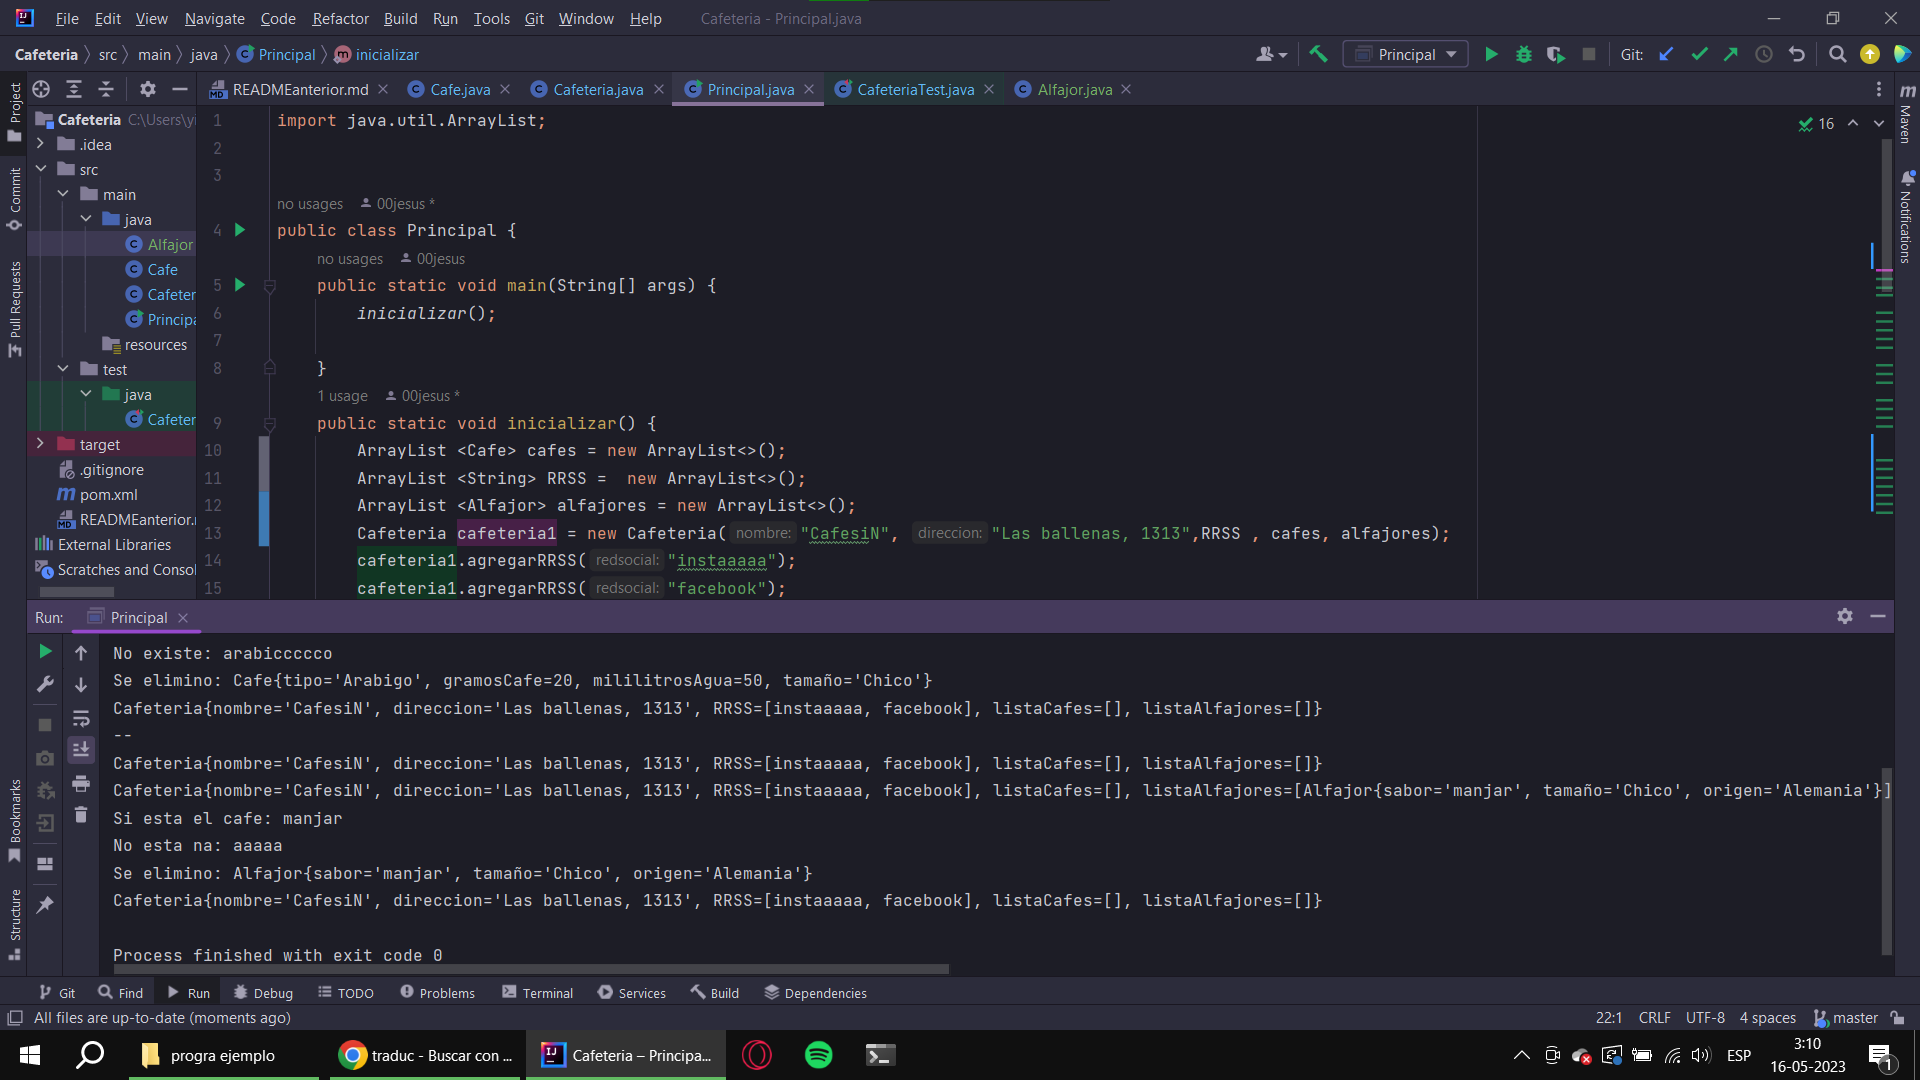 File Edit View Navigate Code Refactor Build Run Tools Git Window Help Cafeteria - Principal.java
Cafeteria src main java Principal inicializar Principal Git:
READMEanterior.md Cafe.java Cafeteria.java Principal.java CafeteriaTest.java Alfajor.java
Project
Commit
Pull Requests
Bookmarks
Structure
Maven
Notifications
Cafeteria C:\Users\y
.idea
src
main
java
Alfajor
Cafe
Cafeter
Principa
resources
test
java
Cafeter
target
.gitignore
pom.xml
READMEanterior.
External Libraries
Scratches and Consol
16
1 import java.util.ArrayList;
2
3
no usages 00jesus *
4 public class Principal {
no usages 00jesus
5 public static void main(String[] args) {
6 inicializar();
7
8 }
1 usage 00jesus *
9 public static void inicializar() {
10 ArrayList <Cafe> cafes = new ArrayList<>();
11 ArrayList <String> RRSS =  new ArrayList<>();
12 ArrayList <Alfajor> alfajores = new ArrayList<>();
13 Cafeteria cafeteria1 = new Cafeteria( nombre: "CafesiN", direccion: "Las ballenas, 1313",RRSS , cafes, alfajores);
14 cafeteria1.agregarRRSS( redsocial: "instaaaaa");
15 cafeteria1.agregarRRSS( redsocial: "facebook");
Run: Principal
No existe: arabiccccco
Se elimino: Cafe{tipo='Arabigo', gramosCafe=20, mililitrosAgua=50, tamaño='Chico'}
Cafeteria{nombre='CafesiN', direccion='Las ballenas, 1313', RRSS=[instaaaaa, facebook], listaCafes=[], listaAlfajores=[]}
--
Cafeteria{nombre='CafesiN', direccion='Las ballenas, 1313', RRSS=[instaaaaa, facebook], listaCafes=[], listaAlfajores=[]}
Cafeteria{nombre='CafesiN', direccion='Las ballenas, 1313', RRSS=[instaaaaa, facebook], listaCafes=[], listaAlfajores=[Alfajor{sabor='manjar', tamaño='Chico', origen='Alemania'}]
Si esta el cafe: manjar
No esta na: aaaaa
Se elimino: Alfajor{sabor='manjar', tamaño='Chico', origen='Alemania'}
Cafeteria{nombre='CafesiN', direccion='Las ballenas, 1313', RRSS=[instaaaaa, facebook], listaCafes=[], listaAlfajores=[]}
Process finished with exit code 0
Git Find Run Debug TODO Problems Terminal Services Build Dependencies
All files are up-to-date (moments ago) 22:1 CRLF UTF-8 4 spaces master
progra ejemplo traduc - Buscar con ... Cafeteria – Principa... ESP 3:10
16-05-2023 1